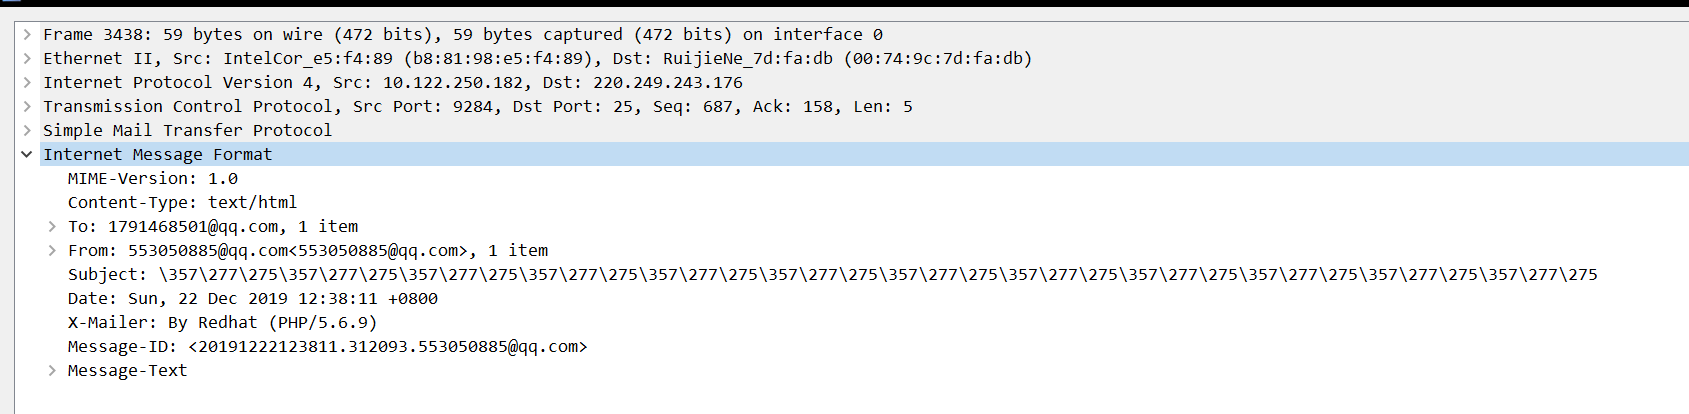 Frame 3438: 59 bytes on wire (472 bits), 59 bytes captured (472 bits) on interface 0
Ethernet II, Src: IntelCor_e5:f4:89 (b8:81:98:e5:f4:89), Dst: RuijieNe_7d:fa:db (00:74:9c:7d:fa:db)
Internet Protocol Version 4, Src: 10.122.250.182, Dst: 220.249.243.176
Transmission Control Protocol, Src Port: 9284, Dst Port: 25, Seq: 687, Ack: 158, Len: 5
Simple Mail Transfer Protocol
Internet Message Format
MIME-Version: 1.0
Content-Type: text/html
To: 1791468501@qq.com, 1 item
From: 553050885@qq.com<553050885@qq.com>, 1 item
Subject: \357\277\275\357\277\275\357\277\275\357\277\275\357\277\275\357\277\275\357\277\275\357\277\275\357\277\275\357\277\275\357\277\275\357\277\275
Date: Sun, 22 Dec 2019 12:38:11 +0800
X-Mailer: By Redhat (PHP/5.6.9)
Message-ID: <20191222123811.312093.553050885@qq.com>
Message-Text